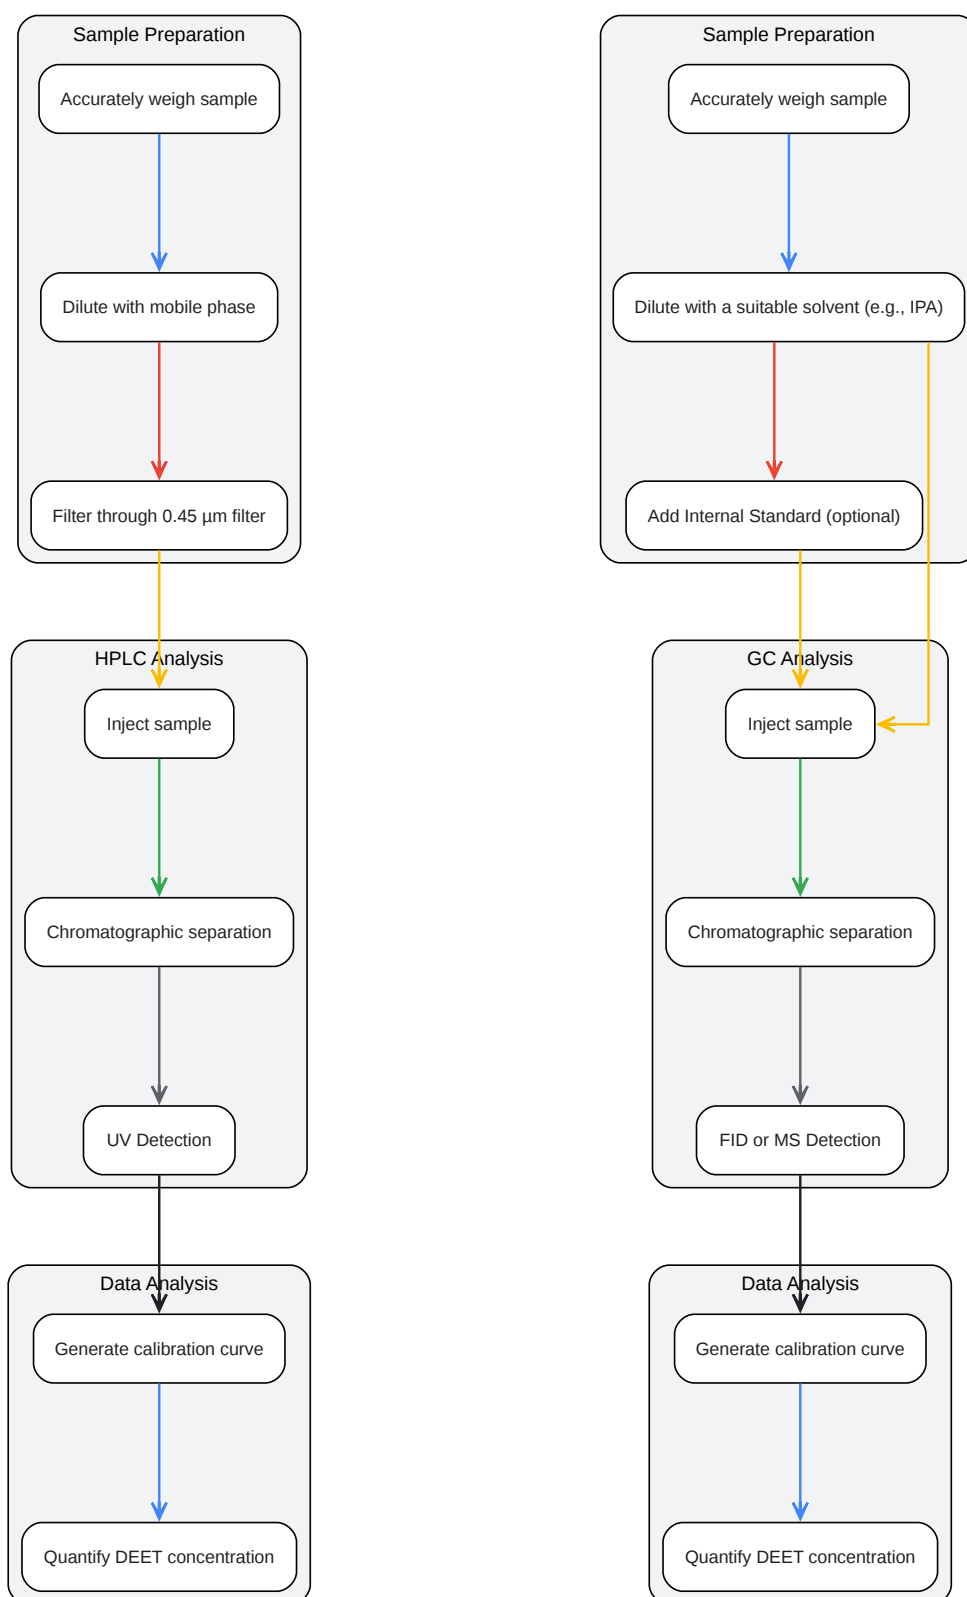 Sample Preparation
Accurately weigh sample
Dilute with mobile phase
Filter through 0.45 µm filter
HPLC Analysis
Inject sample
Chromatographic separation
UV Detection
Data Analysis
Generate calibration curve
Quantify DEET concentration
Sample Preparation
Accurately weigh sample
Dilute with a suitable solvent (e.g., IPA)
Add Internal Standard (optional)
GC Analysis
Inject sample
Chromatographic separation
FID or MS Detection
Data Analysis
Generate calibration curve
Quantify DEET concentration